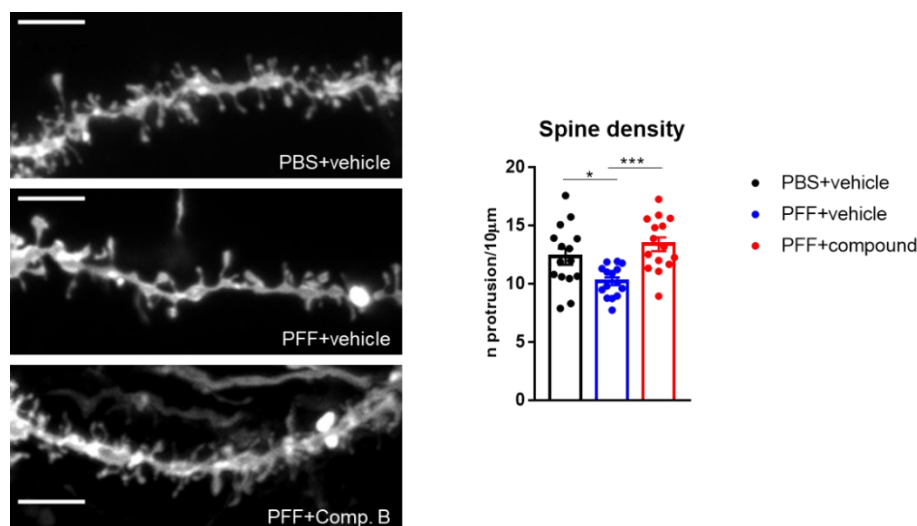 PBS+vehicle
PFF+vehicle
PFF+Comp. B
Spine density
* ***
n protrusion/10µm
20
15
10
5
0
PBS+vehicle
PFF+vehicle
PFF+compound